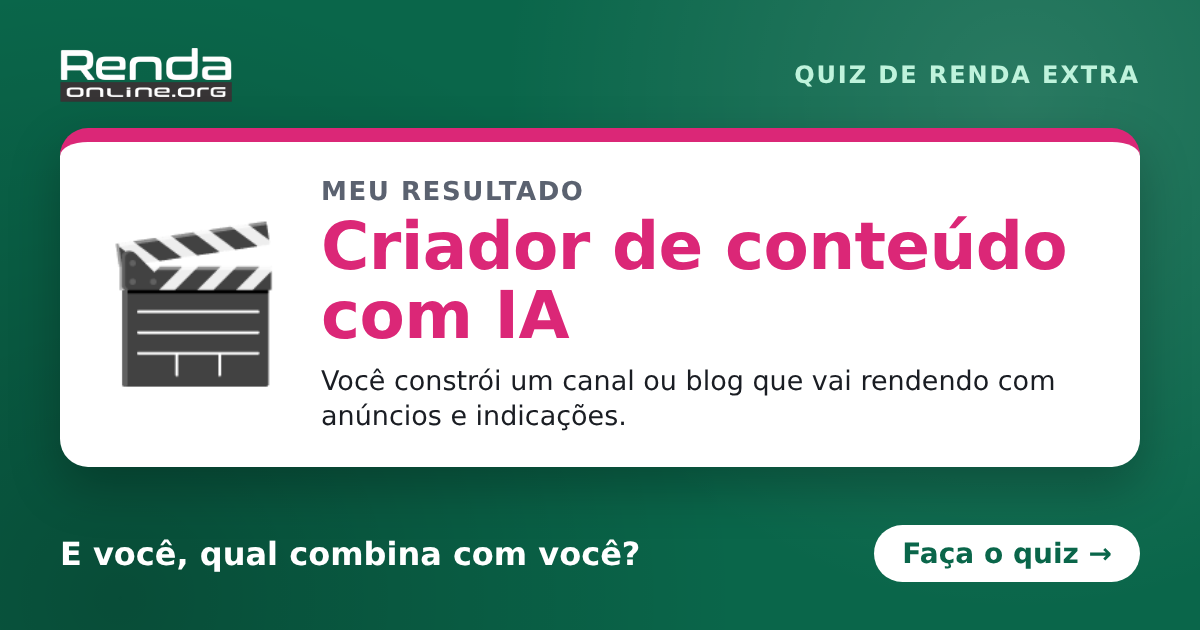 Renda
online.org
QUIZ DE RENDA EXTRA
MEU RESULTADO
Criador de conteúdo
com IA
Você constrói um canal ou blog que vai rendendo com
anúncios e indicações.
E você, qual combina com você?
Faça o quiz →